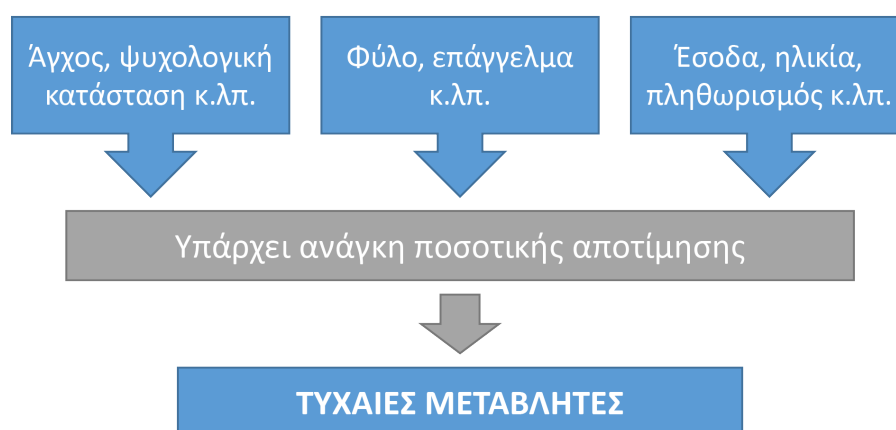 Άγχος, ψυχολογική
κατάσταση κ.λπ.
Φύλο, επάγγελμα
κ.λπ.
Έσοδα, ηλικία,
πληθωρισμός κ.λπ.
Υπάρχει ανάγκη ποσοτικής αποτίμησης
ΤΥΧΑΙΕΣ ΜΕΤΑΒΛΗΤΕΣ